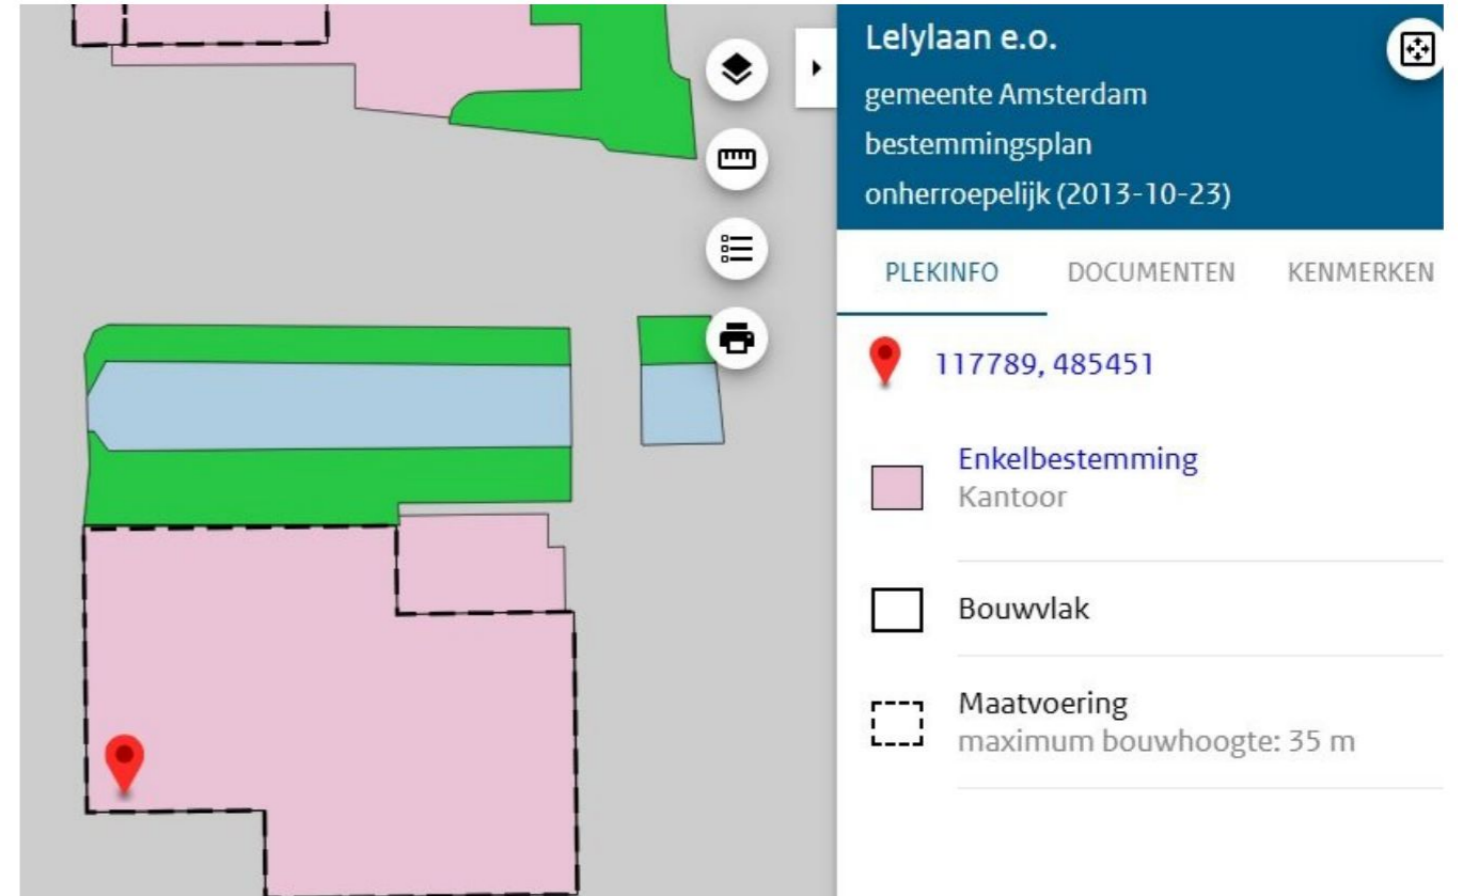 Lelylaan e.o.
gemeente Amsterdam
bestemmingsplan
onherroepelijk (2013-10-23)
PLEKINFO DOCUMENTEN KENMERKEN
117789, 485451
Enkelbestemming
Kantoor
Bouwvlak
Maatvoering
maximum bouwhoogte: 35 m